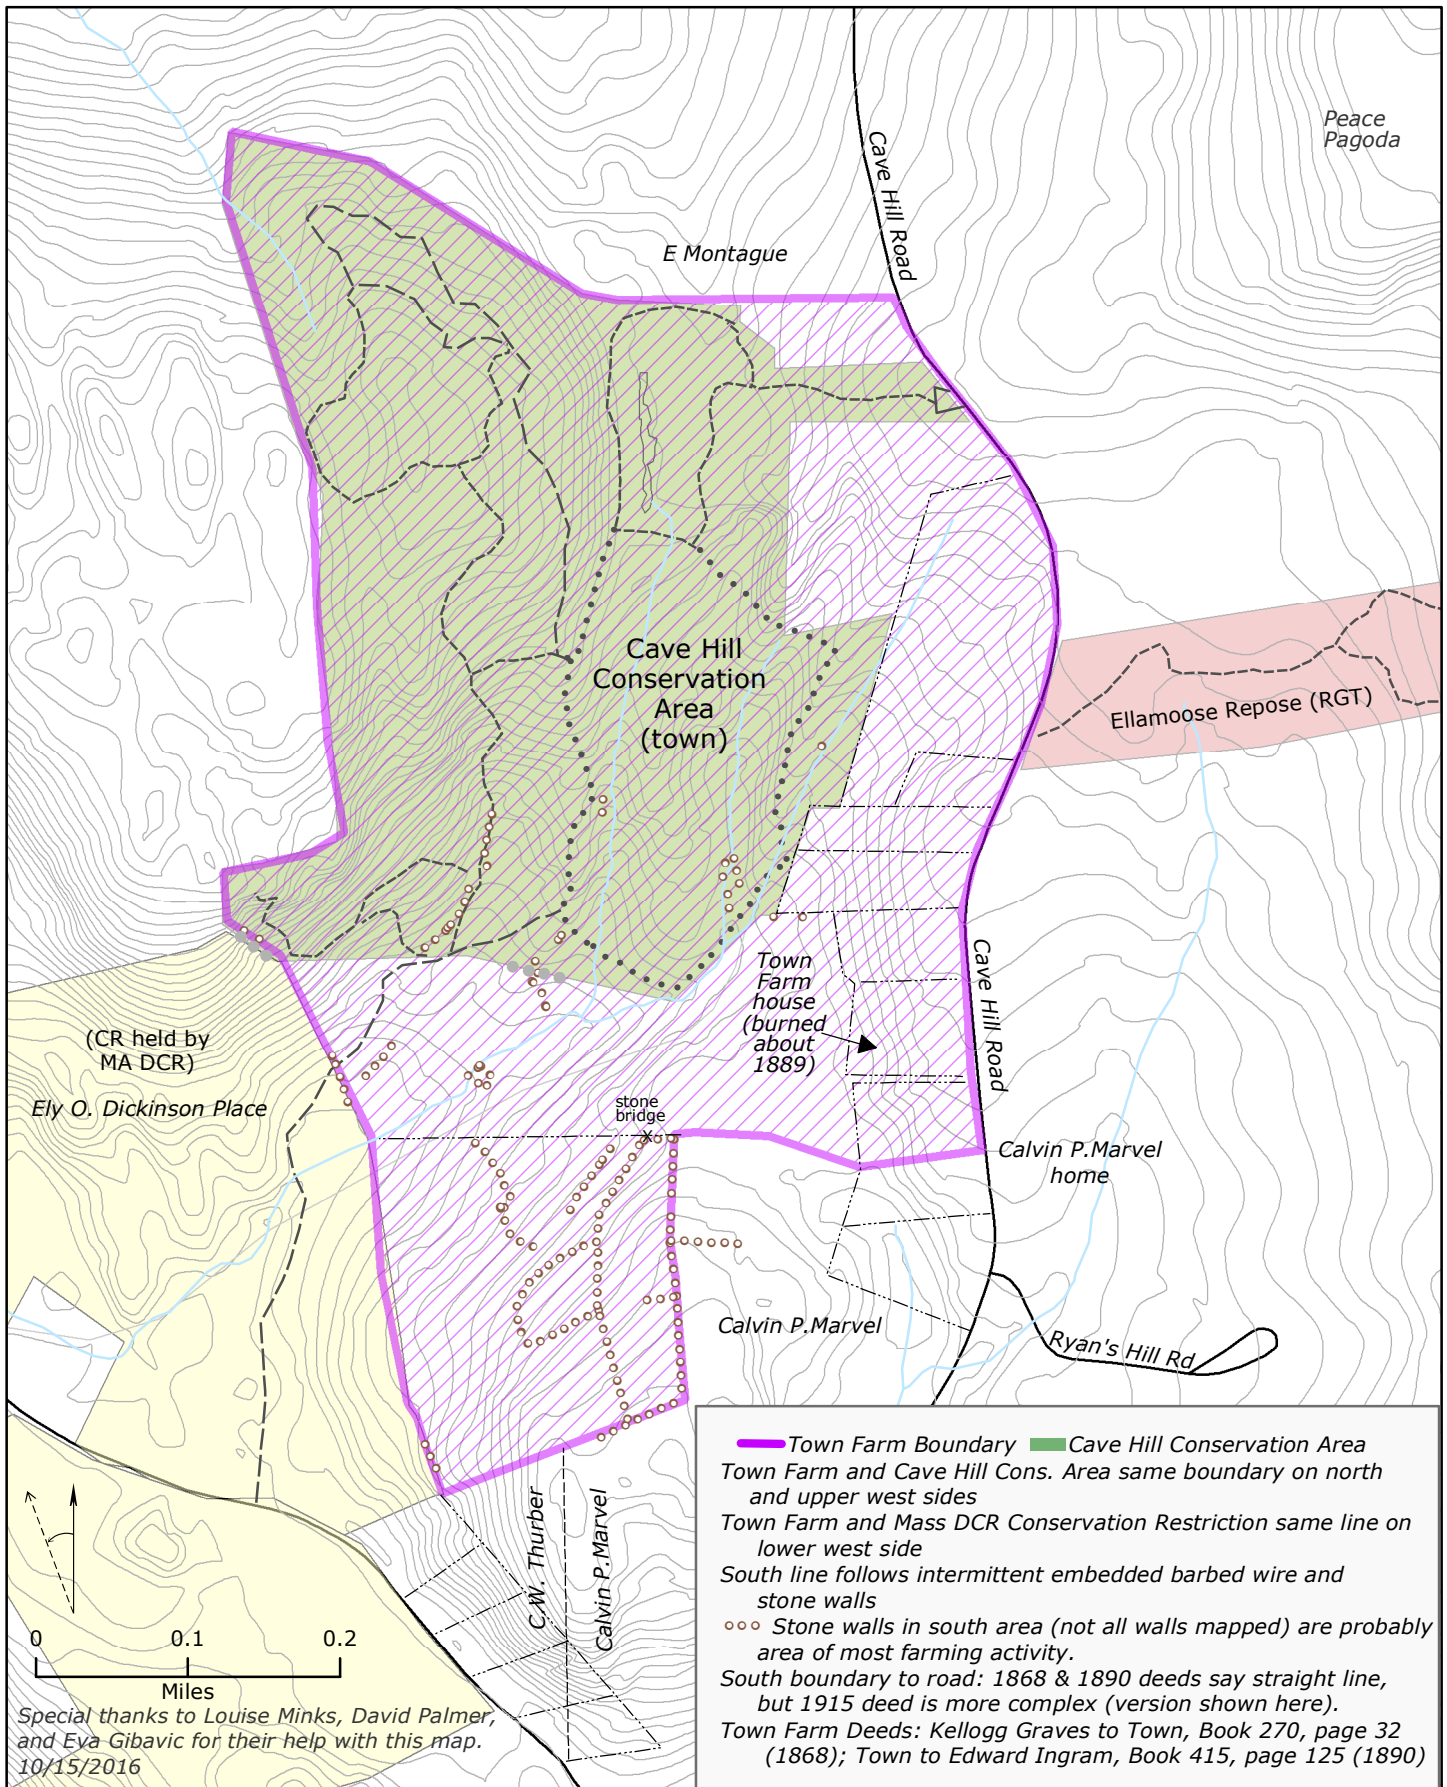 Peace
Pagoda
Cave Hill Road
E Montague
Cave Hill
Conservation
Area
(town)
Ellamoose Repose (RGT)
Town
Farm
house
(burned
about
1889)
Cave Hill Road
(CR held by
MA DCR)
Ely O. Dickinson Place
stone
bridge
x
Calvin P.Marvel
home
Calvin P.Marvel
Ryan's Hill Rd
C.W. Thurber
Calvin P.Marvel
Town Farm Boundary
Cave Hill Conservation Area
Town Farm and Cave Hill Cons. Area same boundary on north
and upper west sides
Town Farm and Mass DCR Conservation Restriction same line on
lower west side
South line follows intermittent embedded barbed wire and
stone walls
Stone walls in south area (not all walls mapped) are probably
area of most farming activity.
South boundary to road: 1868 & 1890 deeds say straight line,
but 1915 deed is more complex (version shown here).
Town Farm Deeds: Kellogg Graves to Town, Book 270, page 32
(1868); Town to Edward Ingram, Book 415, page 125 (1890)
0 0.1 0.2
Miles
Special thanks to Louise Minks, David Palmer,
and Eva Gibavic for their help with this map.
10/15/2016